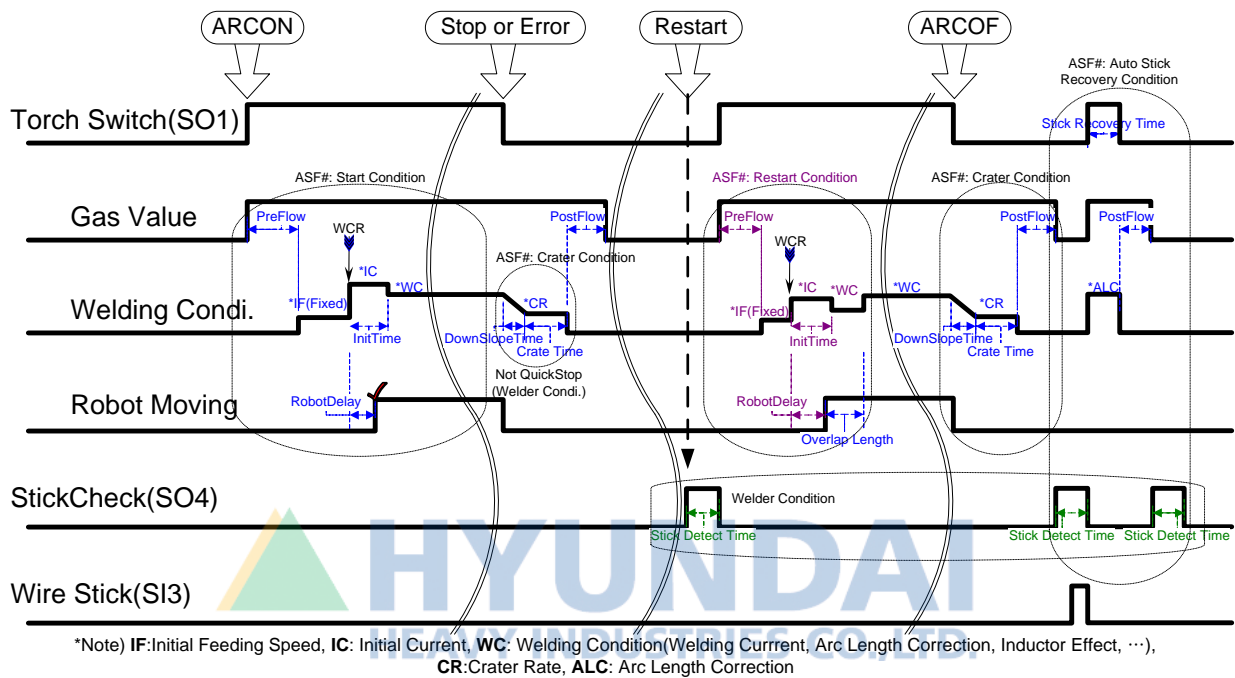 ARCON
Stop or Error
Restart
ARCOF
ASF#: Auto Stick
Recovery Condition
Torch Switch(SO1)
Stick Recovery Time
ASF#: Start Condition
ASF#: Restart Condition
ASF#: Crater Condition
Gas Value
PreFlow
PostFlow
PreFlow
PostFlow
PostFlow
WCR
WCR
ASF#: Crater Condition
*IC
*WC
*IC
*WC
*WC
*ALC
*IF(Fixed)
*CR
*IF(Fixed)
*CR
Welding Condi.
InitTime
DownSlopeTime
Crate Time
InitTime
DownSlopeTime
Crate Time
Not QuickStop
(Welder Condi.)
RobotDelay
RobotDelay
Robot Moving
Overlap Length
StickCheck(SO4)
Welder Condition
Stick Detect Time
Stick Detect Time
Stick Detect Time
HYUNDAI
Wire Stick(SI3)
*Note) IF:Initial Feeding Speed, IC: Initial Current, WC: Welding Condition(Welding Currrent, Arc Length Correction, Inductor Effect, ⋯),
HEAVY INDUSTRIES CO.,LTD.
CR:Crater Rate, ALC: Arc Length Correction